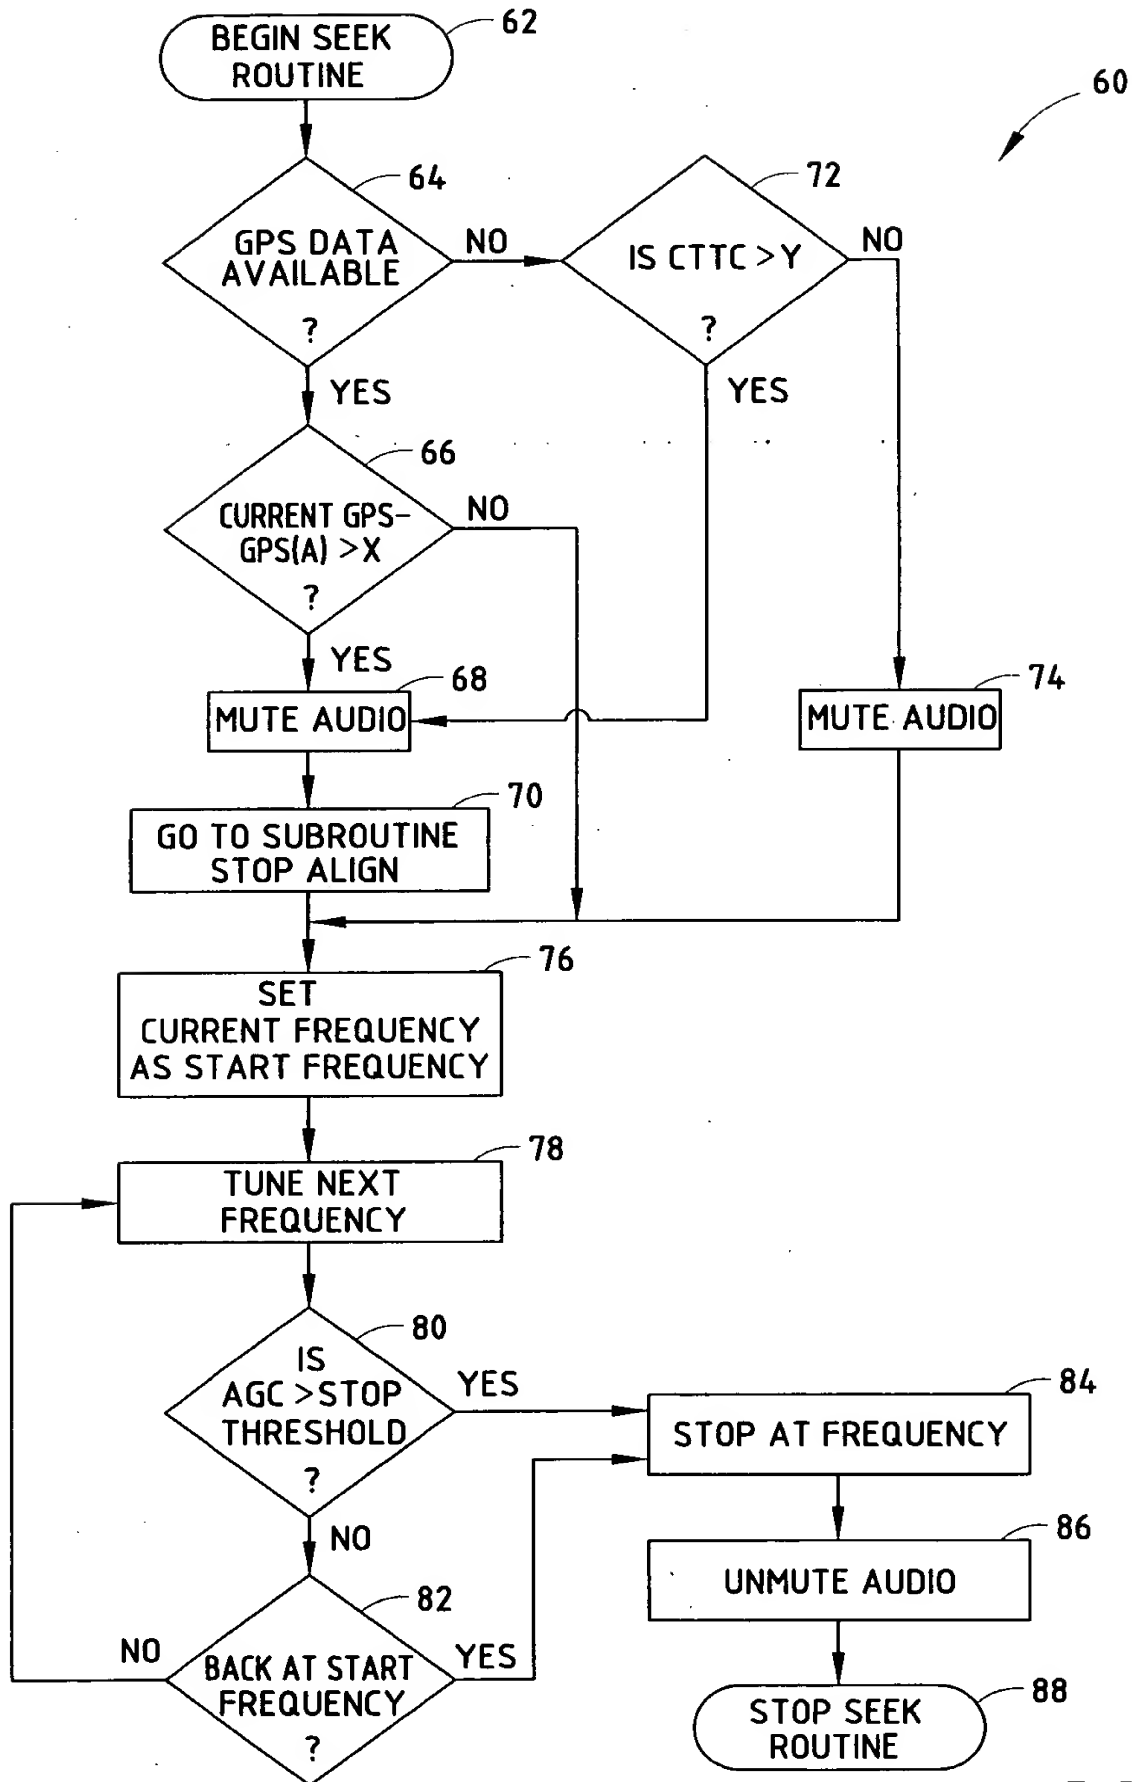 BEGIN SEEK
ROUTINE
62
60
64
GPS DATA
AVAILABLE
?
NO
YES
72
IS CTTC > Y
?
NO
YES
66
CURRENT GPS-
GPS(A) > X
?
NO
YES
68
MUTE AUDIO
74
MUTE AUDIO
70
GO TO SUBROUTINE
STOP ALIGN
76
SET
CURRENT FREQUENCY
AS START FREQUENCY
78
TUNE NEXT
FREQUENCY
80
IS
AGC > STOP
THRESHOLD
?
YES
NO
84
STOP AT FREQUENCY
86
UNMUTE AUDIO
82
NO
BACK AT START
FREQUENCY
?
YES
88
STOP SEEK
ROUTINE